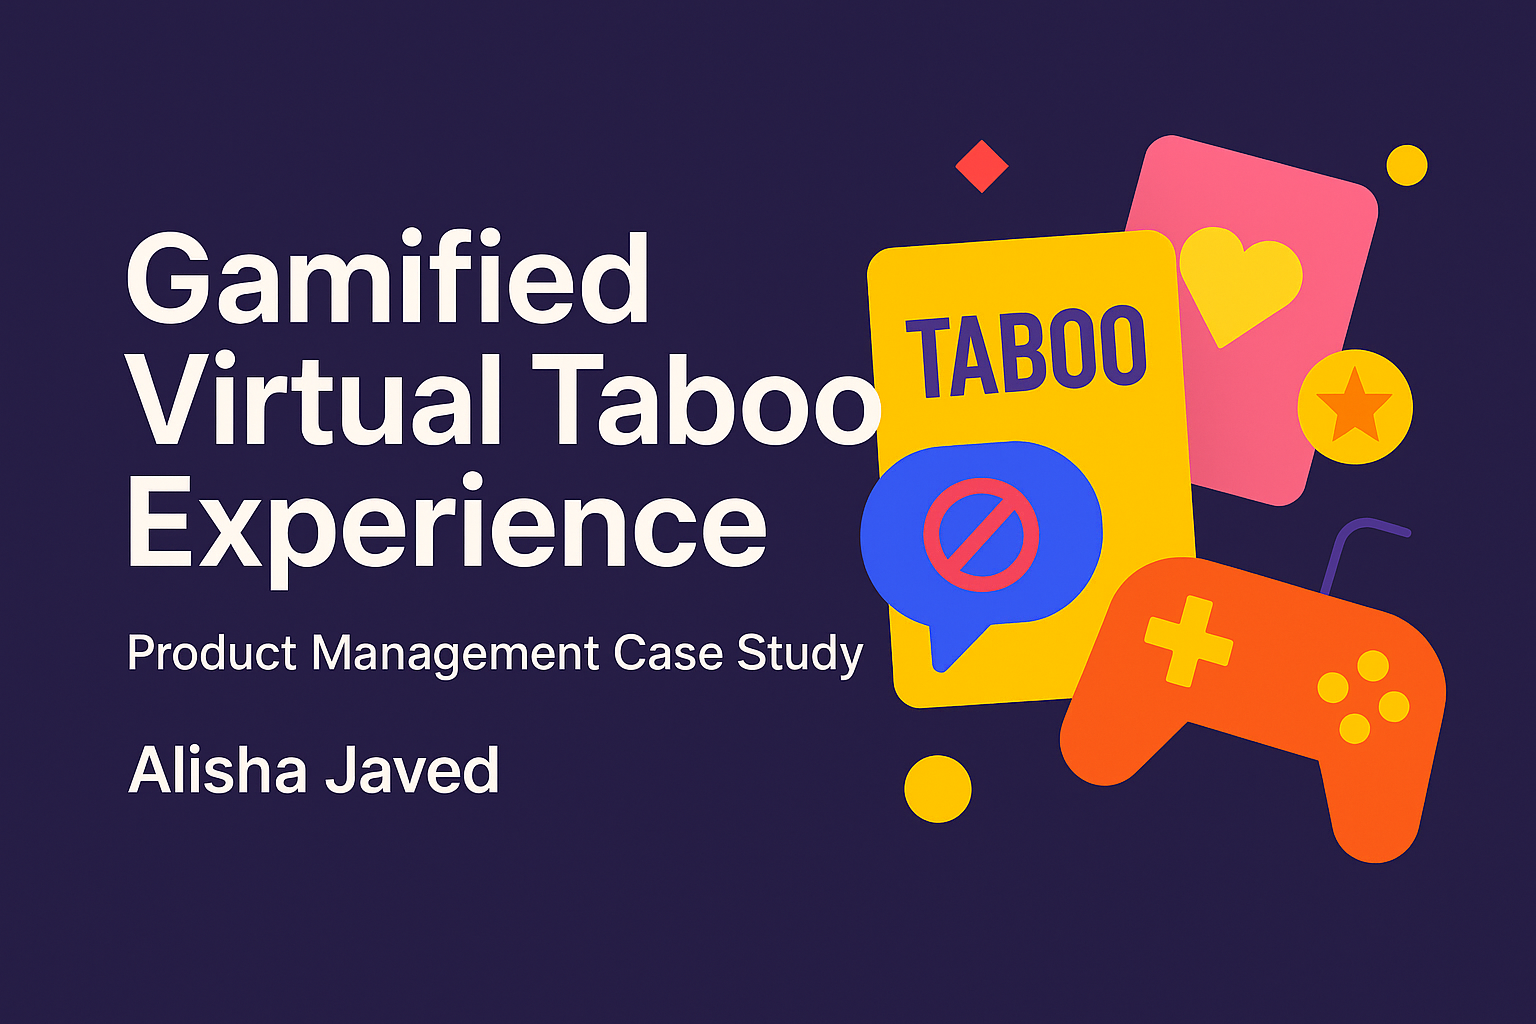 Gamified
Virtual Taboo
Experience
Product Management Case Study
Alisha Javed
TABOO